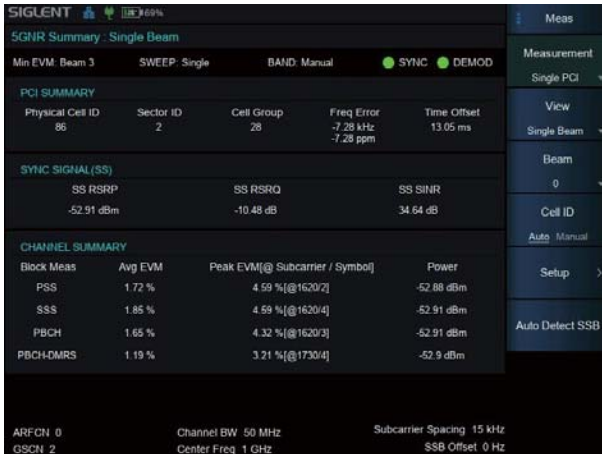 SIGLENT 69%
5GNR Summary : Single Beam
Min EVM: Beam 3 SWEEP: Single BAND: Manual SYNC DEMOD
PCI SUMMARY
Physical Cell ID Sector ID Cell Group Freq Error Time Offset
86 2 28 -7.28 kHz 13.05 ms
-7.28 ppm
SYNC SIGNAL(SS)
SS RSRP SS RSRQ SS SINR
-52.91 dBm -10.48 dB 34.64 dB
CHANNEL SUMMARY
Block Meas Avg EVM Peak EVM[@ Subcarrier / Symbol] Power
PSS 1.72 % 4.59 %[@1620/2] -52.88 dBm
SSS 1.85 % 4.59 %[@1620/4] -52.91 dBm
PBCH 1.65 % 4.32 %[@1620/3] -52.91 dBm
PBCH-DMRS 1.19 % 3.21 %[@1730/4] -52.9 dBm
ARFCN 0 Channel BW 50 MHz Subcarrier Spacing 15 kHz
GSCN 2 Center Freq 1 GHz SSB Offset 0 Hz
Meas
Measurement
Single PCI
View
Single Beam
Beam
0
Cell ID
Auto Manual
Setup
Auto Detect SSB